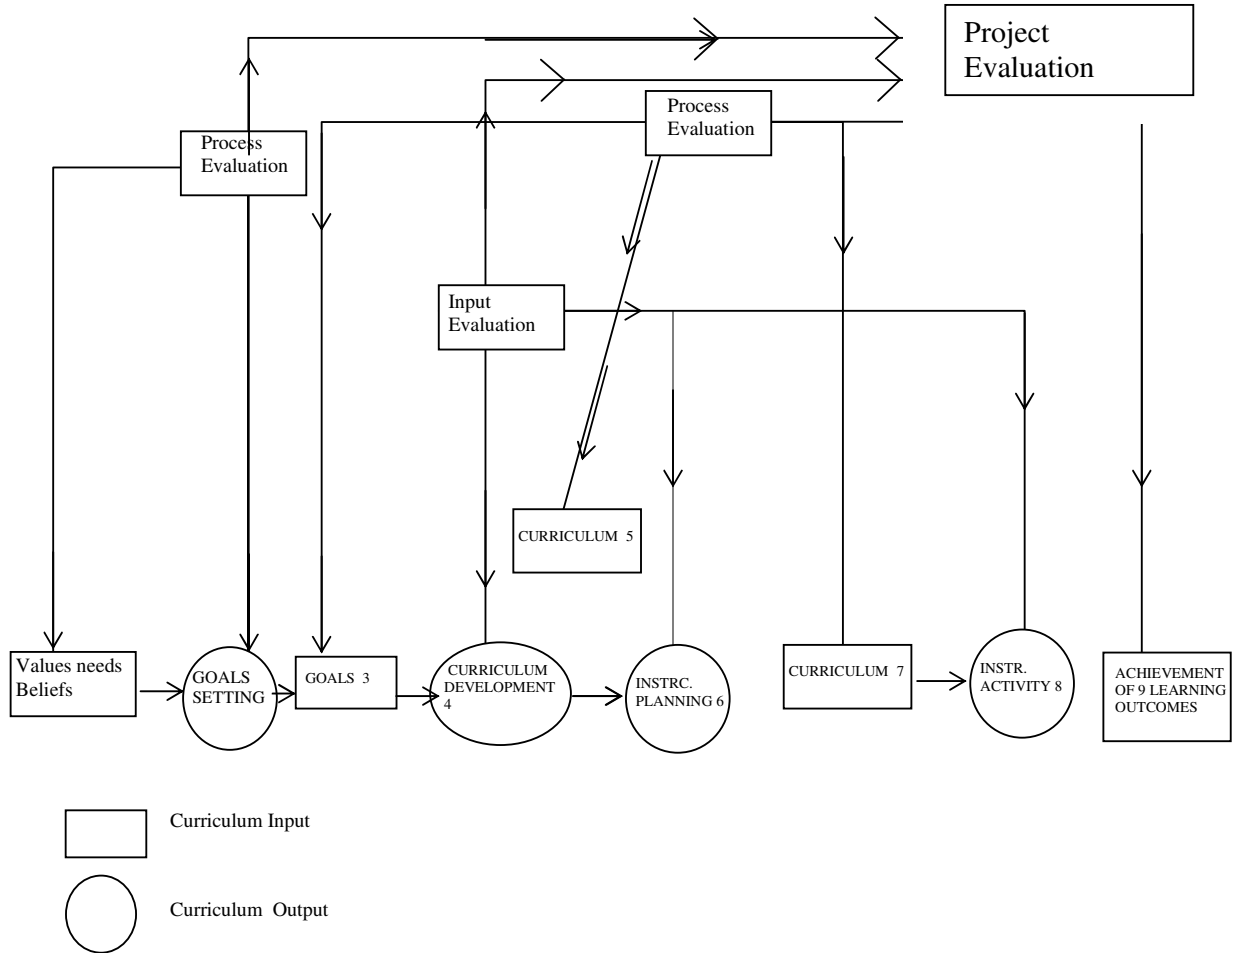 Project
Evaluation
Process
Evaluation
Process
Evaluation
Input
Evaluation
CURRICULUM 5
Values needs
Beliefs
GOALS
SETTING
GOALS 3
CURRICULUM
DEVELOPMENT
4
INSTRC.
PLANNING 6
CURRICULUM 7
INSTR.
ACTIVITY 8
ACHIEVEMENT
OF 9 LEARNING
OUTCOMES
Curriculum Input
Curriculum Output